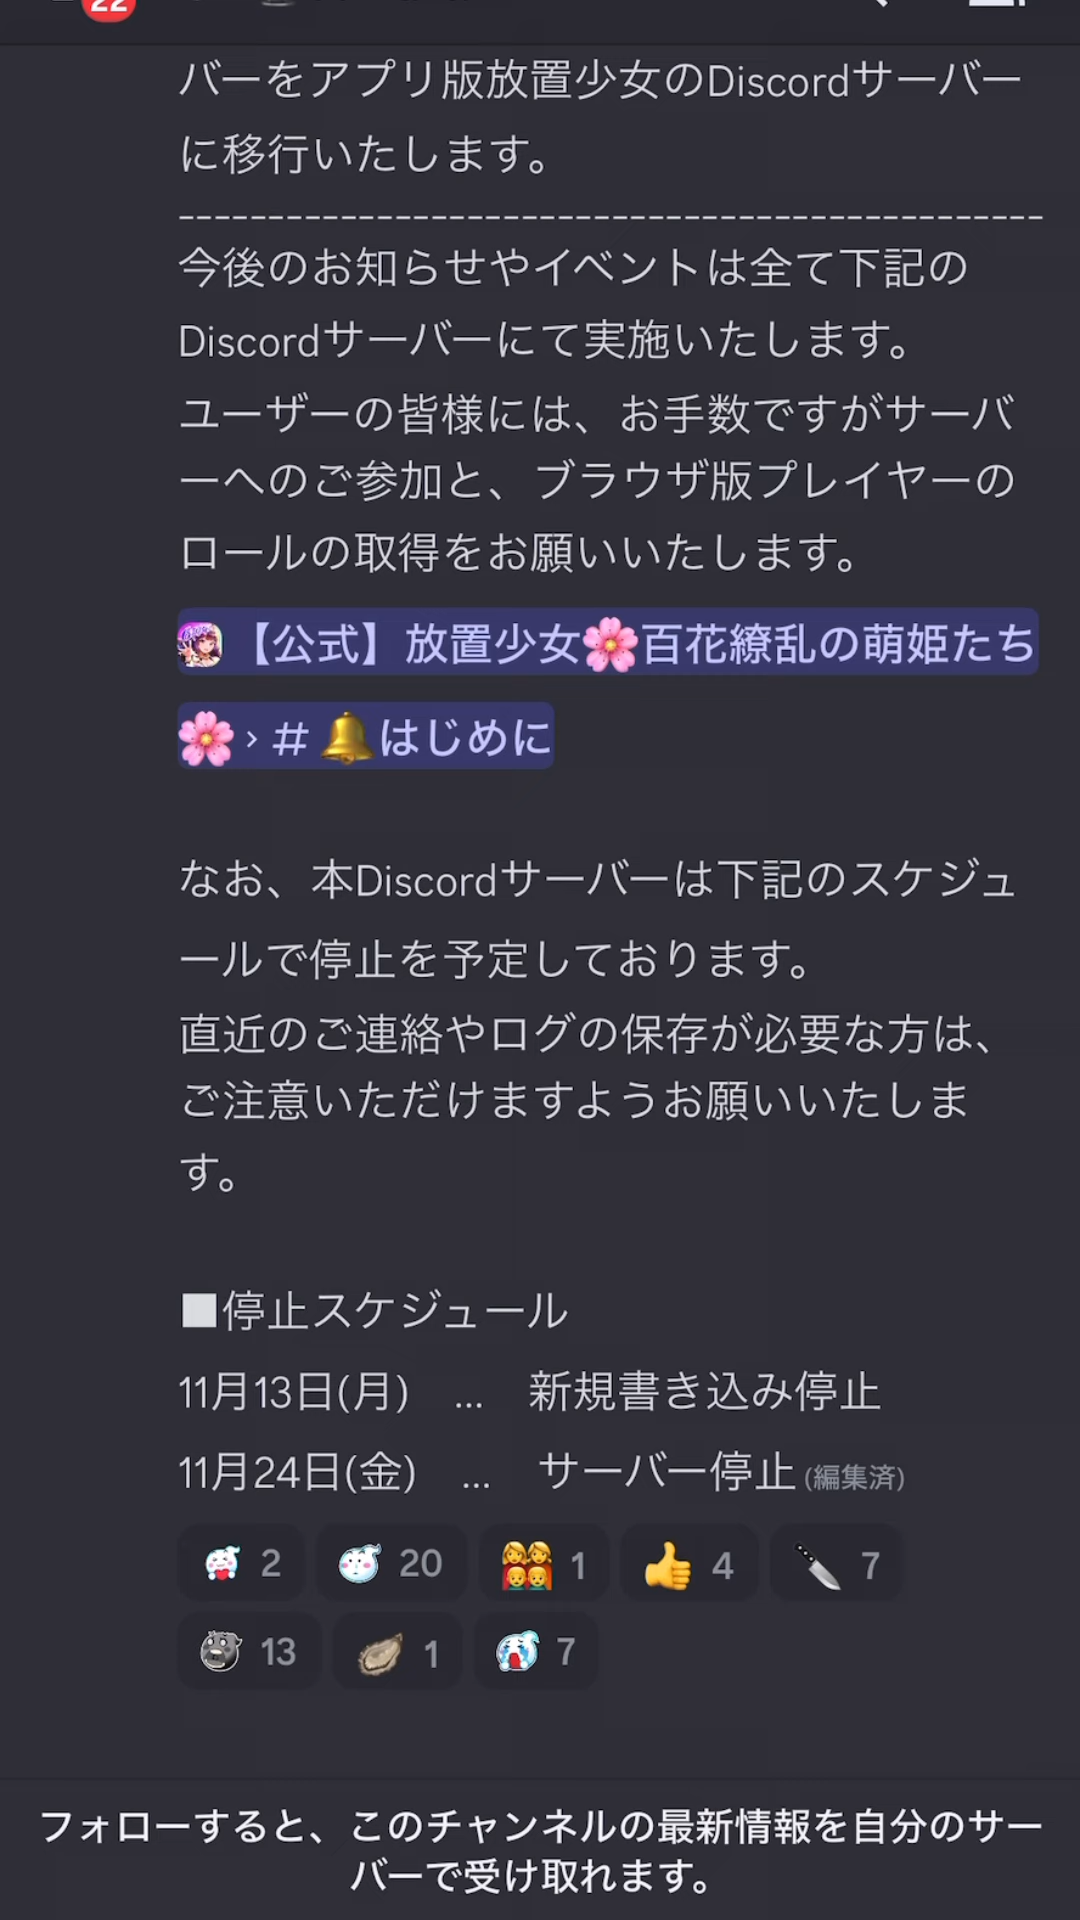 22
バーをアプリ版放置少女のDiscordサーバー
に移行いたします。
------------------------------------------------
今後のお知らせやイベントは全て下記の
Discordサーバーにて実施いたします。
ユーザーの皆様には、お手数ですがサーバ
ーへのご参加と、ブラウザ版プレイヤーの
ロールの取得をお願いいたします。
【公式】放置少女🌸百花繚乱の萌姫たち
🌸 › # 🔔はじめに
なお、本Discordサーバーは下記のスケジュ
ールで停止を予定しております。
直近のご連絡やログの保存が必要な方は、
ご注意いただけますようお願いいたしま
す。
■停止スケジュール
11月13日(月) … 新規書き込み停止
11月24日(金) … サーバー停止 (編集済)
2 20 1 👍 4 🔪 7
13 🦪 1 7
フォローすると、このチャンネルの最新情報を自分のサー
バーで受け取れます。